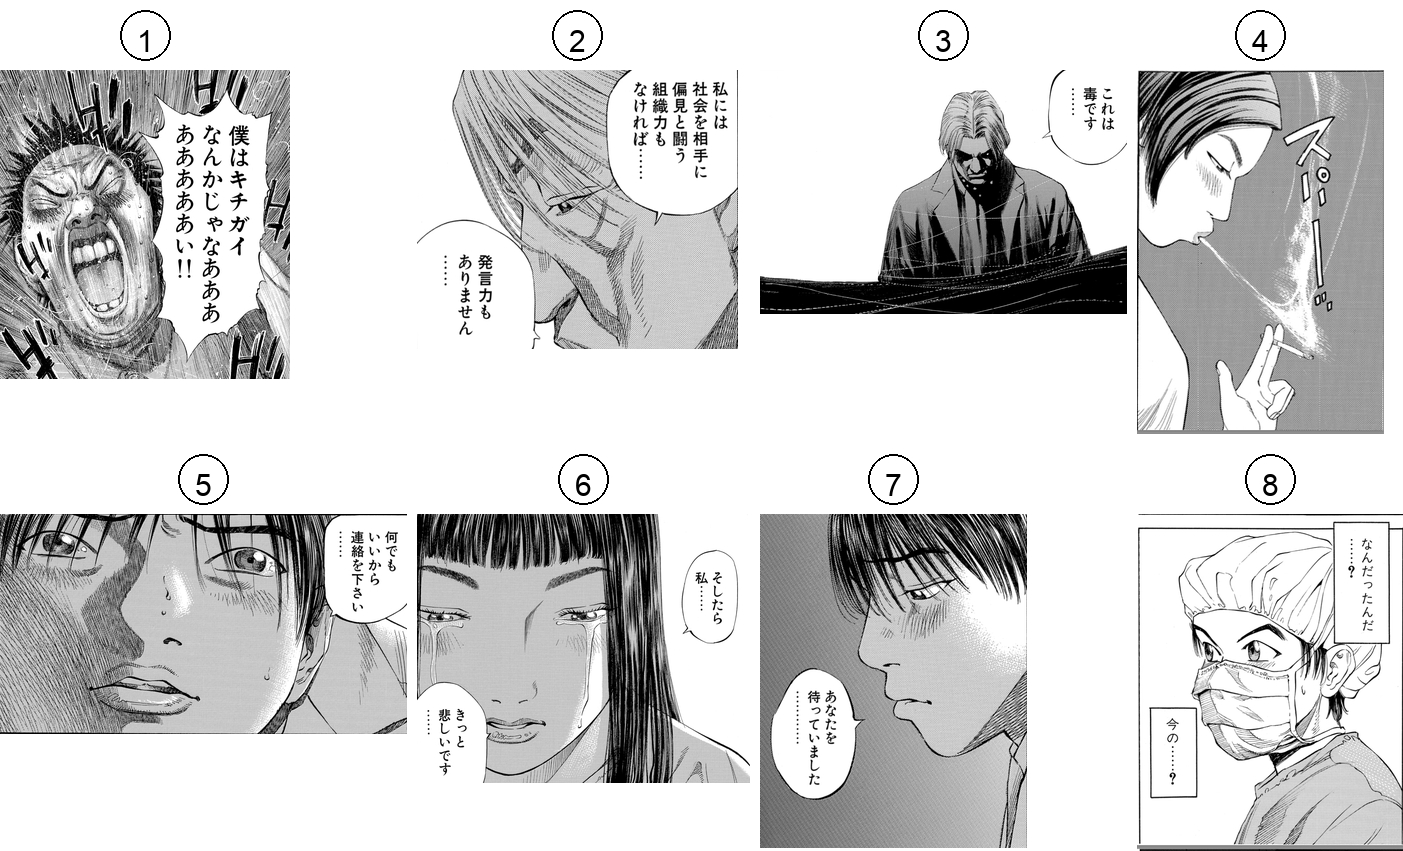 1
僕はキチガイ
なんかじゃなあああ
ああああああい!!
2
私には
社会を相手に
偏見と闘う
組織力も
なければ……
発言力も
ありません
……
3
これは
毒です
……
4
スパーー
5
何でも
いいから
連絡を下さい
……
6
そしたら
私……
きっと
悲しいです
……
7
あなたを
待っていました
…………
8
なんだったんだ
……?
今の……?